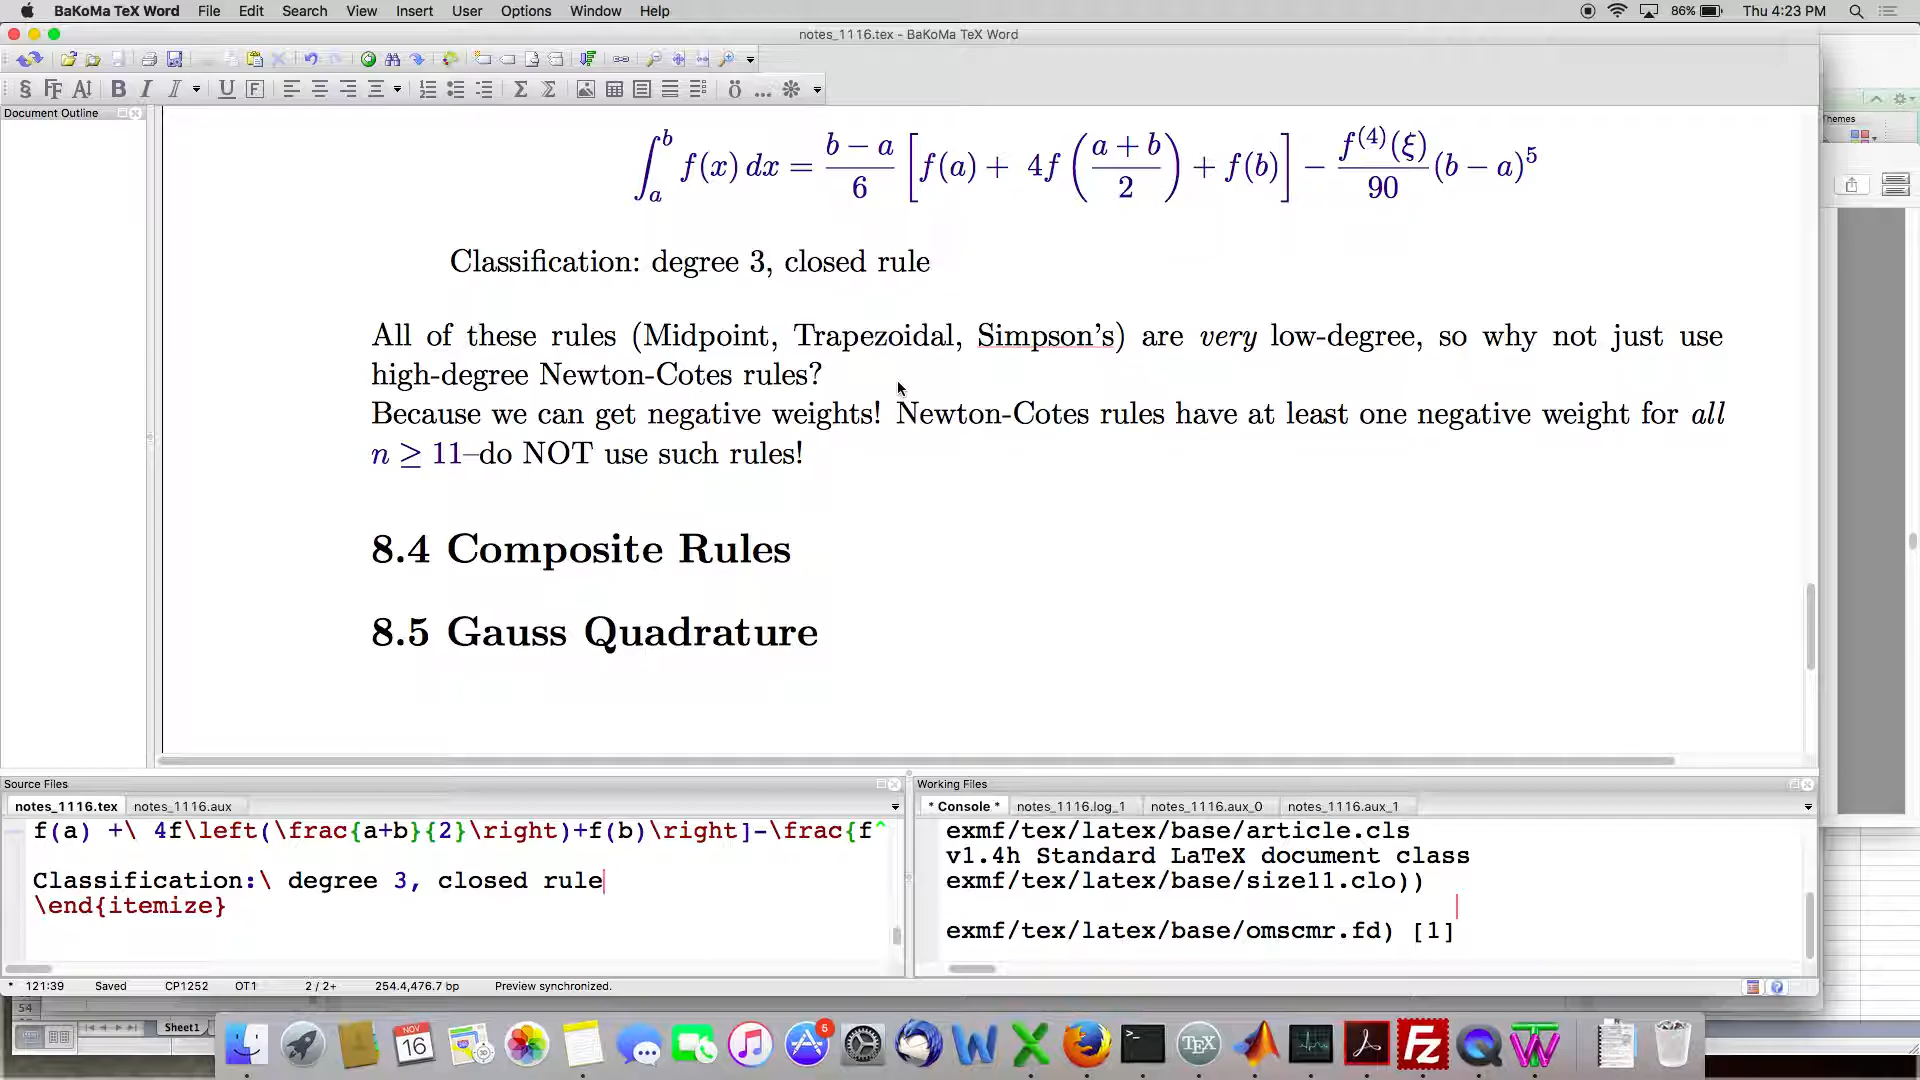 BaKoMa TeX Word File Edit Search View Insert User Options Window Help 86% Thu 4:23 PM
notes_1116.tex - BaKoMa TeX Word
Document Outline
Themes
∫_a^b f(x) dx = (b − a)/6 [f(a) + 4f((a + b)/2) + f(b)] − f^(4)(ξ)/90 (b − a)^5
Classification: degree 3, closed rule
All of these rules (Midpoint, Trapezoidal, Simpson's) are very low-degree, so why not just use
high-degree Newton-Cotes rules?
Because we can get negative weights! Newton-Cotes rules have at least one negative weight for all
n ≥ 11–do NOT use such rules!
8.4 Composite Rules
8.5 Gauss Quadrature
Source Files
notes_1116.tex notes_1116.aux
f(a) +\ 4f\left(\frac{a+b}{2}\right)+f(b)\right]-\frac{f^
Classification:\ degree 3, closed rule
\end{itemize}
Working Files
* Console * notes_1116.log_1 notes_1116.aux_0 notes_1116.aux_1
exmf/tex/latex/base/article.cls
v1.4h Standard LaTeX document class
exmf/tex/latex/base/size11.clo))
exmf/tex/latex/base/omscmr.fd) [1]
* 121:39 Saved CP1252 OT1 2 / 2+ 254.4,476.7 bp Preview synchronized.
54
Sheet1
NOV
16
5
TEX